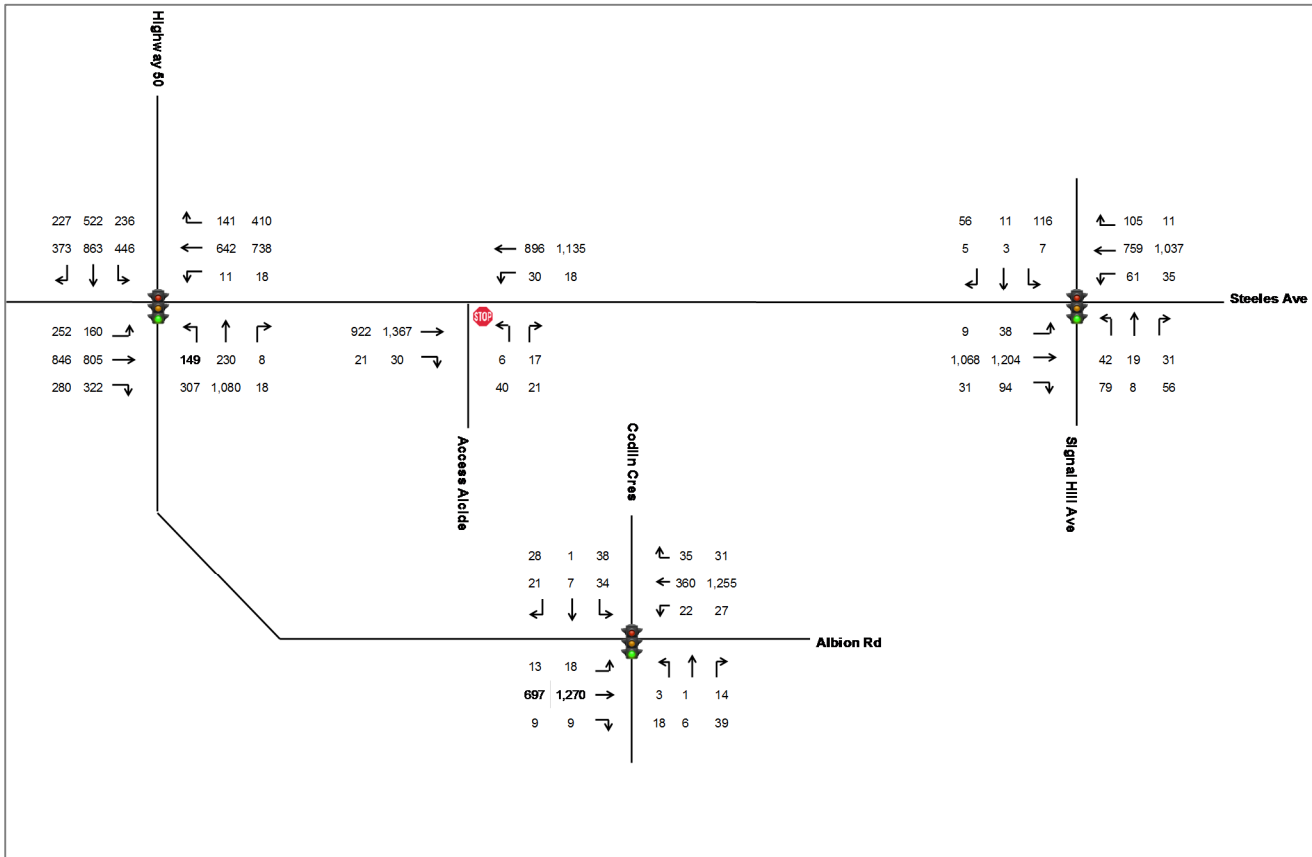 Highway 50
227 522 236 141 410
373 863 446 642 738
11 18
252 160
846 805 149 230 8
280 322 307 1,080 18
896 1,135
30 18
STOP
922 1,367
21 30 6 17
40 21
Access Alcide
56 11 116 105 11
5 3 7 759 1,037
61 35
Steeles Ave
9 38
1,068 1,204 42 19 31
31 94 79 8 56
Signal Hill Ave
Codlin Cres
28 1 38 35 31
21 7 34 360 1,255
22 27
Albion Rd
13 18
697 1,270 3 1 14
9 9 18 6 39